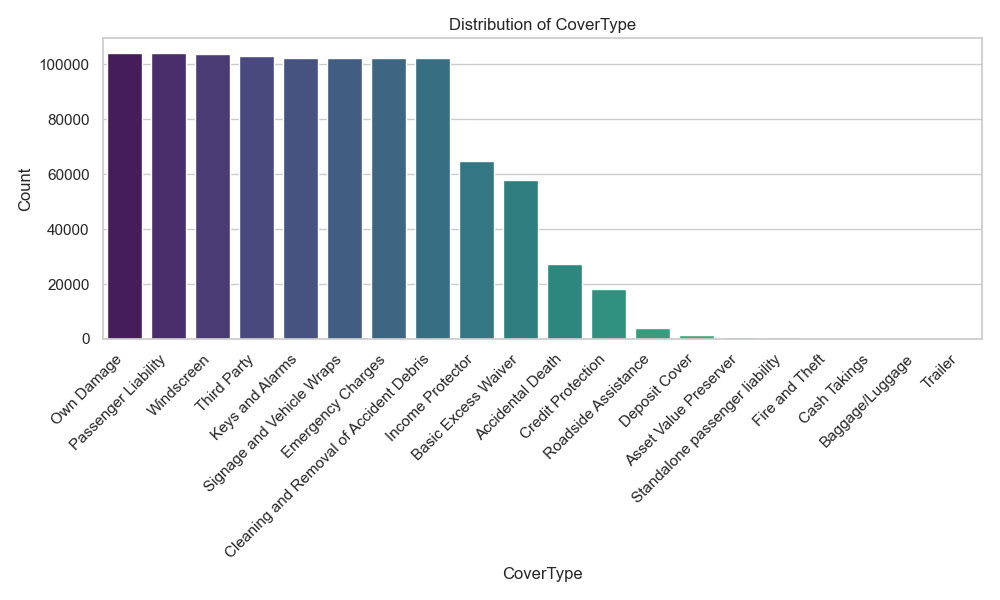 Distribution of CoverType
Count
100000
80000
60000
40000
20000
0
Own Damage
Passenger Liability
Windscreen
Third Party
Keys and Alarms
Signage and Vehicle Wraps
Emergency Charges
Cleaning and Removal of Accident Debris
Income Protector
Basic Excess Waiver
Accidental Death
Credit Protection
Roadside Assistance
Deposit Cover
Asset Value Preserver
Standalone passenger liability
Fire and Theft
Cash Takings
Baggage/Luggage
Trailer
CoverType